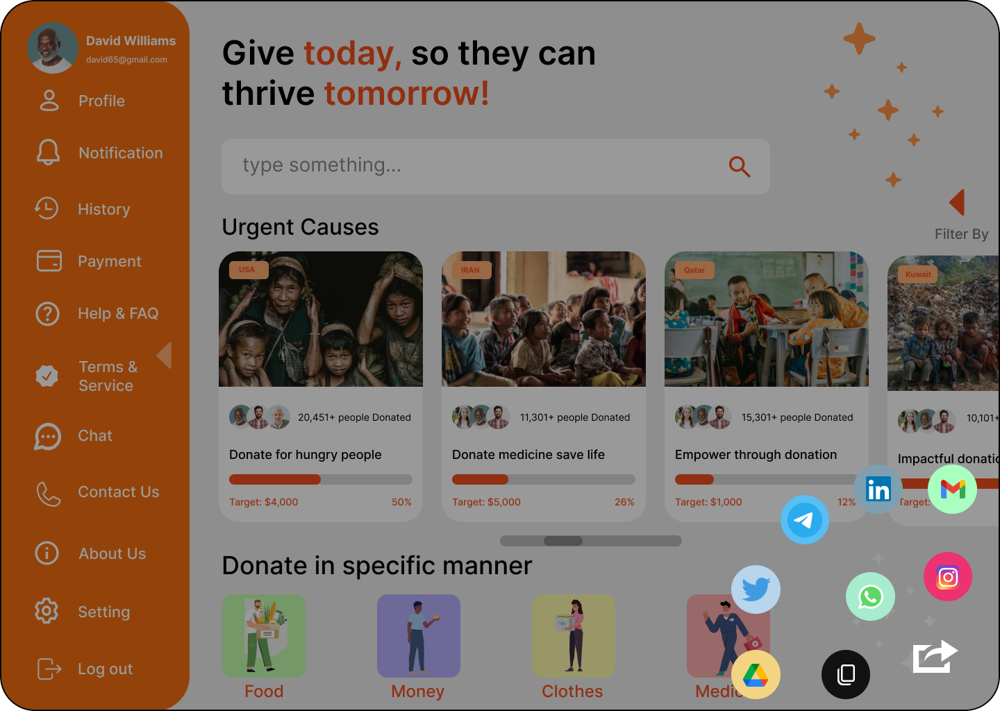 David Williams
david65@gmail.com
Profile
Notification
History
Payment
Help & FAQ
Terms &
Service
Chat
Contact Us
About Us
Setting
Log out
Give today, so they can
thrive tomorrow!
type something...
Filter By
Urgent Causes
USA
20,451+ people Donated
Donate for hungry people
Target: $4,000 50%
IRAN
11,301+ people Donated
Donate medicine save life
Target: $5,000 26%
Qatar
15,301+ people Donated
Empower through donation
Target: $1,000 12%
Kuwait
10,101+
Impactful donatio
Target:
in
Donate in specific manner
Food
Money
Clothes
Medic